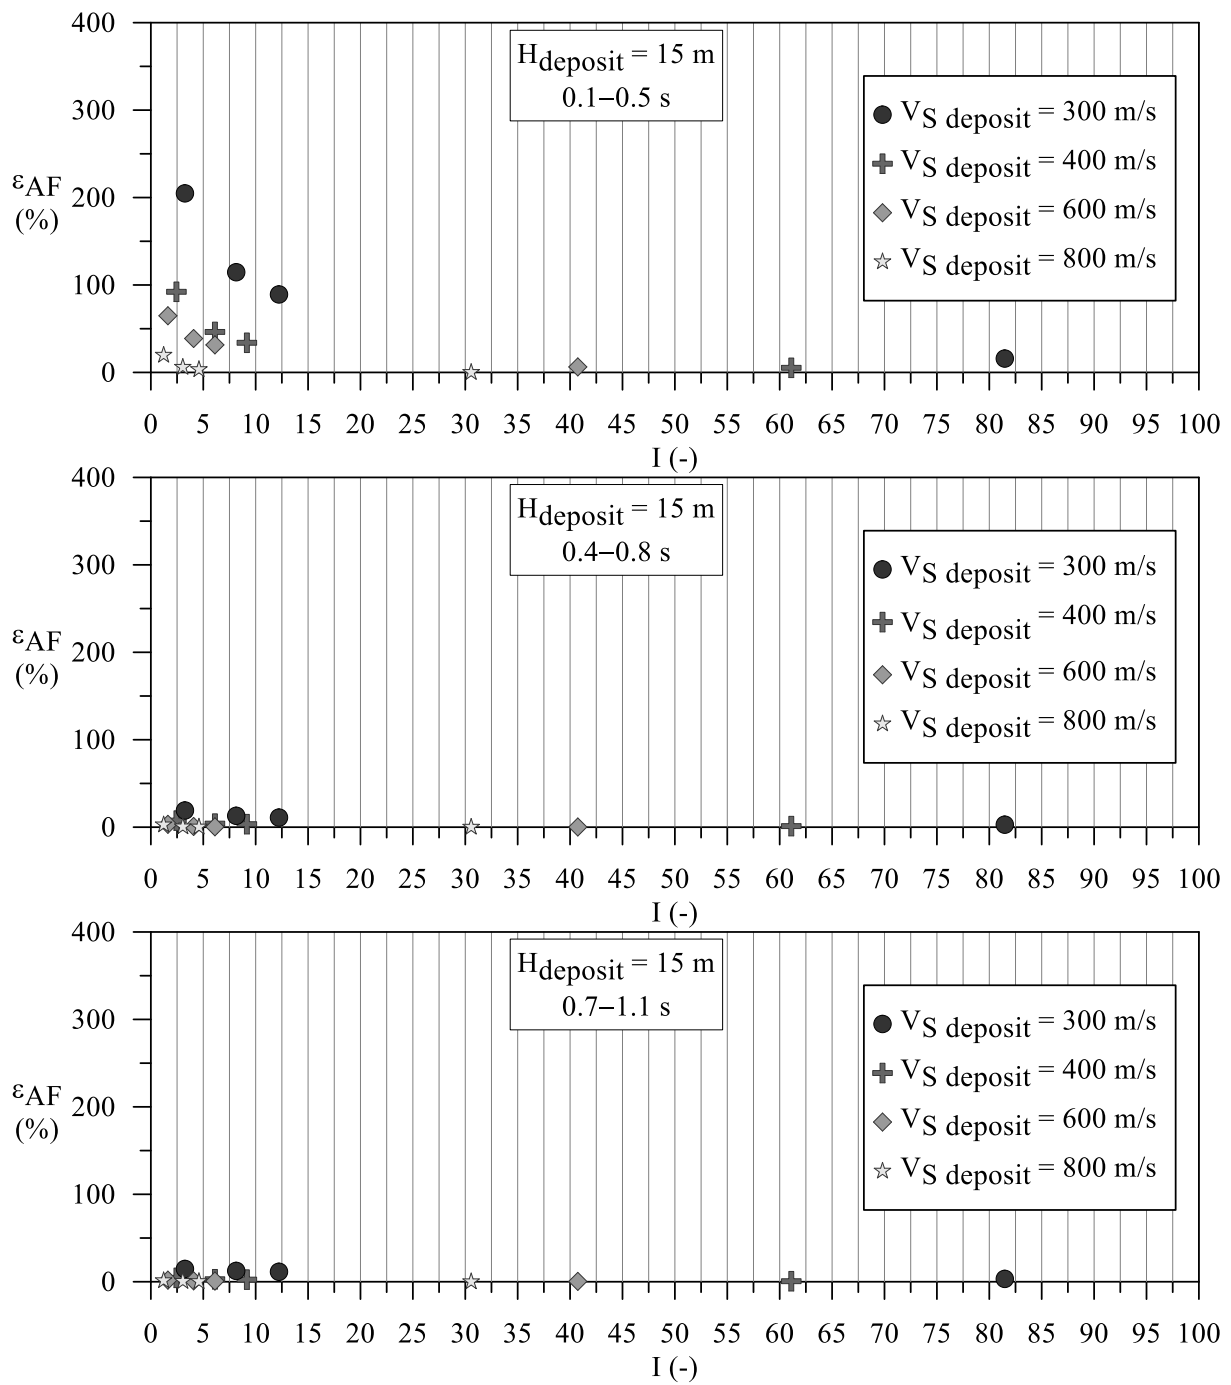 400
300
200
100
0
εAF
(%)
Hdeposit = 15 m
0.1–0.5 s
VS deposit = 300 m/s
VS deposit = 400 m/s
VS deposit = 600 m/s
VS deposit = 800 m/s
0 5 10 15 20 25 30 35 40 45 50 55 60 65 70 75 80 85 90 95 100
I (-)
400
300
200
100
0
εAF
(%)
Hdeposit = 15 m
0.4–0.8 s
VS deposit = 300 m/s
VS deposit = 400 m/s
VS deposit = 600 m/s
VS deposit = 800 m/s
0 5 10 15 20 25 30 35 40 45 50 55 60 65 70 75 80 85 90 95 100
I (-)
400
300
200
100
0
εAF
(%)
Hdeposit = 15 m
0.7–1.1 s
VS deposit = 300 m/s
VS deposit = 400 m/s
VS deposit = 600 m/s
VS deposit = 800 m/s
0 5 10 15 20 25 30 35 40 45 50 55 60 65 70 75 80 85 90 95 100
I (-)